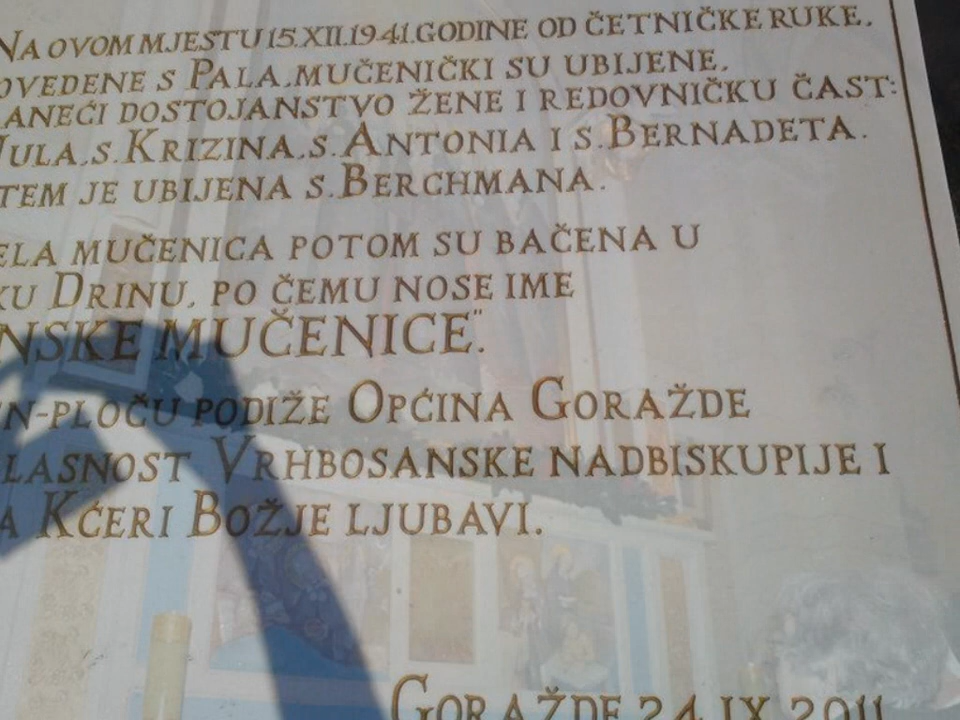 NA OVOM MJESTU 15.XII.1941.GODINE OD ČETNIČKE RUKE.
OVEDENE S PALA.MUČENIČKI SU UBIJENE.
ANEĆI DOSTOJANSTVO ŽENE I REDOVNIČKU ČAST:
JULA.S.KRIZINA.S.ANTONIA I S.BERNADETA.
TEM JE UBIJENA S.BERCHMANA.
ELA MUČENICA POTOM SU BAČENA U
KU DRINU, PO ČEMU NOSE IME
NSKE MUČENICE".
N-PLOČU PODIŽE OPĆINA GORAŽDE
LASNOST VRHBOSANSKE NADBISKUPIJE I
A KĆERI BOŽJE LJUBAVI.
GORAŽDE 24.IX.2011